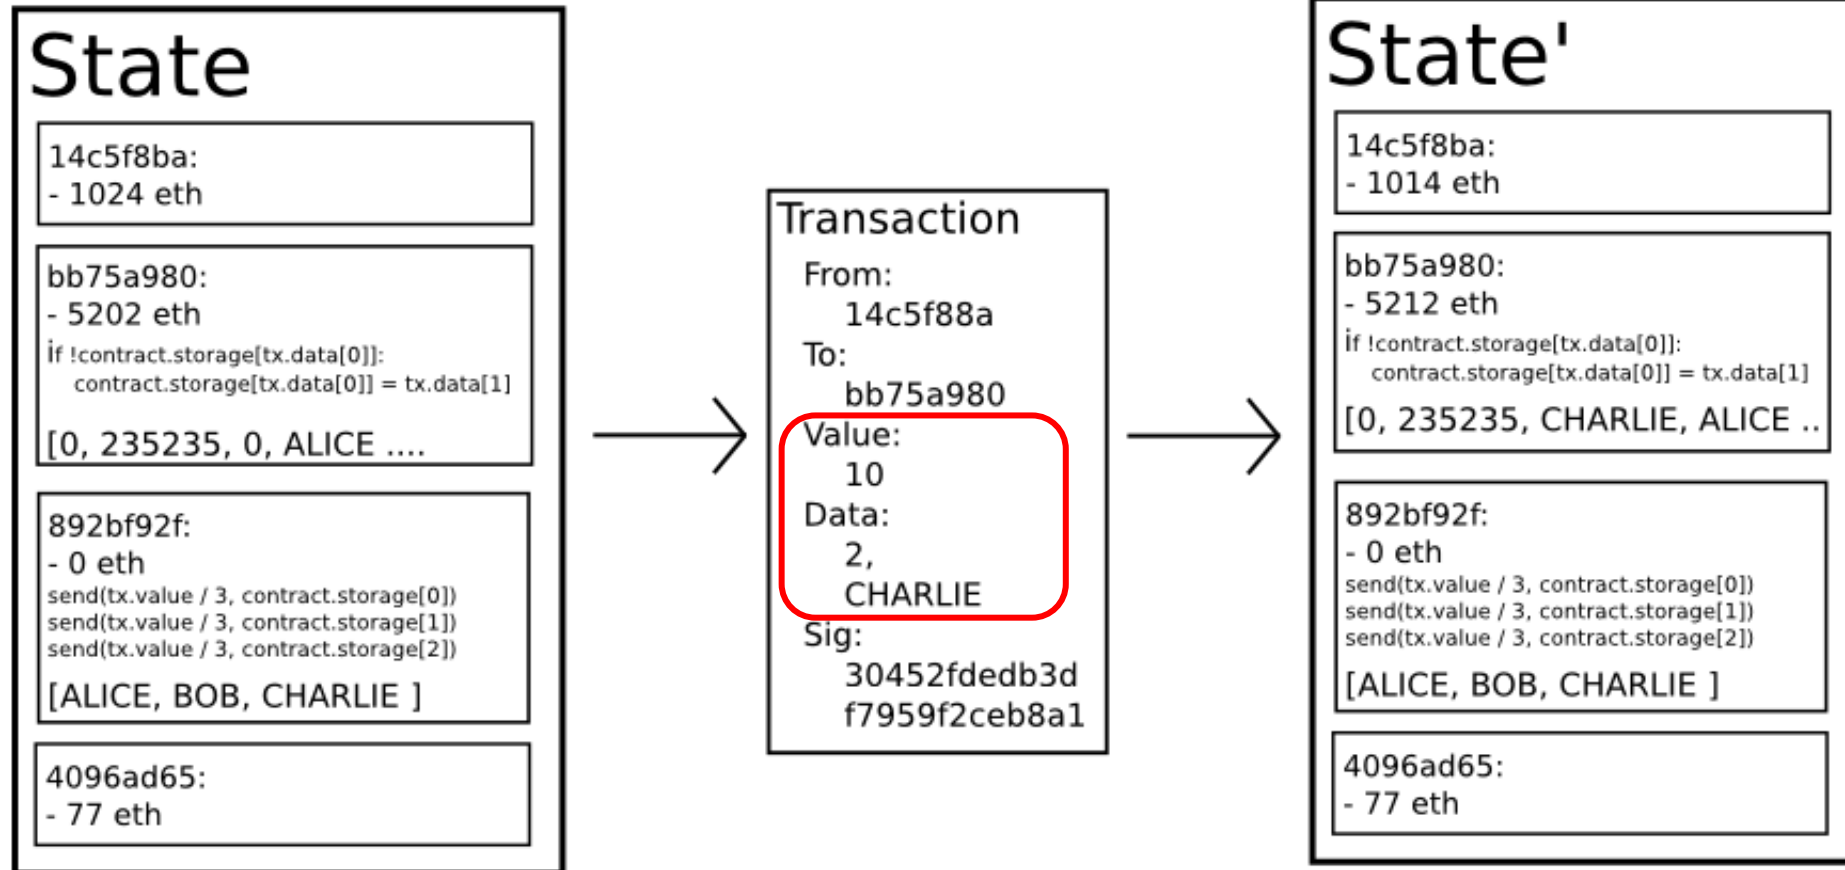 State
14c5f8ba:
- 1024 eth
bb75a980:
- 5202 eth
if !contract.storage[tx.data[0]]:
contract.storage[tx.data[0]] = tx.data[1]
[0, 235235, 0, ALICE ....
892bf92f:
- 0 eth
send(tx.value / 3, contract.storage[0])
send(tx.value / 3, contract.storage[1])
send(tx.value / 3, contract.storage[2])
[ALICE, BOB, CHARLIE ]
4096ad65:
- 77 eth
Transaction
From:
14c5f88a
To:
bb75a980
Value:
10
Data:
2,
CHARLIE
Sig:
30452fdedb3d
f7959f2ceb8a1
State'
14c5f8ba:
- 1014 eth
bb75a980:
- 5212 eth
if !contract.storage[tx.data[0]]:
contract.storage[tx.data[0]] = tx.data[1]
[0, 235235, CHARLIE, ALICE ..
892bf92f:
- 0 eth
send(tx.value / 3, contract.storage[0])
send(tx.value / 3, contract.storage[1])
send(tx.value / 3, contract.storage[2])
[ALICE, BOB, CHARLIE ]
4096ad65:
- 77 eth